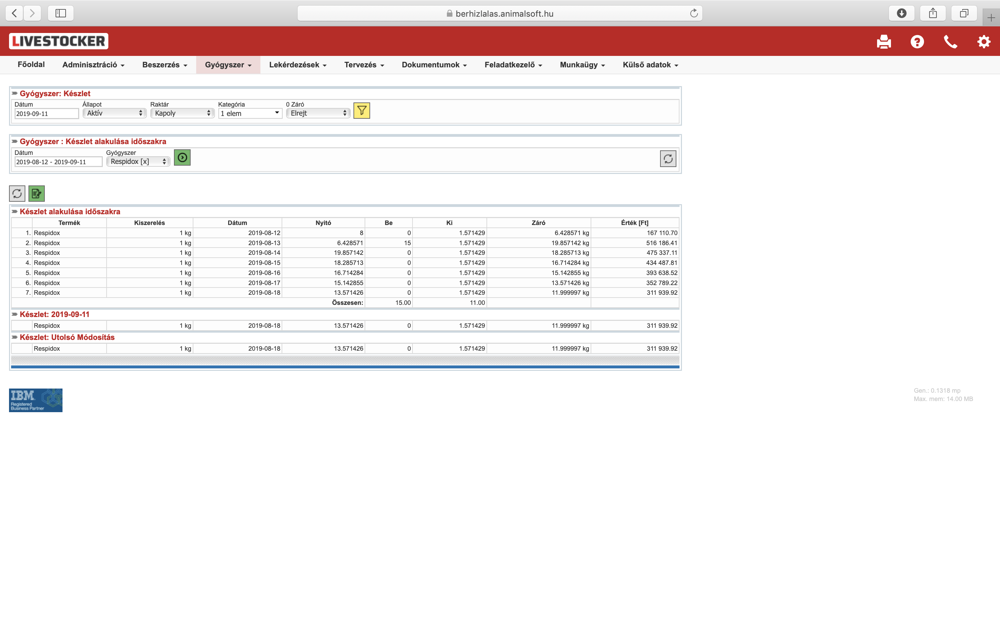 berhizlalas.animalsoft.hu
LIVESTOCKER
Főoldal Adminisztráció Beszerzés Gyógyszer Lekérdezések Tervezés Dokumentumok Feladatkezelő Munkaügy Külső adatok
Gyógyszer: Készlet
Dátum Állapot Raktár Kategória 0 Záró
2019-09-11 Aktív Kapoly 1 elem Elrejt
Gyógyszer : Készlet alakulása időszakra
Dátum Gyógyszer
2019-08-12 - 2019-09-11 Respidox [x]
Készlet alakulása időszakra
Termék Kiszerelés Dátum Nyitó Be Ki Záró Érték [Ft]
1. Respidox 1 kg 2019-08-12 8 0 1.571429 6.428571 kg 167 110.70
2. Respidox 1 kg 2019-08-13 6.428571 15 1.571429 19.857142 kg 516 186.41
3. Respidox 1 kg 2019-08-14 19.857142 0 1.571429 18.285713 kg 475 337.11
4. Respidox 1 kg 2019-08-15 18.285713 0 1.571429 16.714284 kg 434 487.81
5. Respidox 1 kg 2019-08-16 16.714284 0 1.571429 15.142855 kg 393 638.52
6. Respidox 1 kg 2019-08-17 15.142855 0 1.571429 13.571426 kg 352 789.22
7. Respidox 1 kg 2019-08-18 13.571426 0 1.571429 11.999997 kg 311 939.92
Összesen: 15.00 11.00
Készlet: 2019-09-11
Respidox 1 kg 2019-08-18 13.571426 0 1.571429 11.999997 kg 311 939.92
Készlet: Utolsó Módosítás
Respidox 1 kg 2019-08-18 13.571426 0 1.571429 11.999997 kg 311 939.92
IBM
Registered
Business Partner
Gen.: 0.1318 mp
Max. mem: 14.00 MB